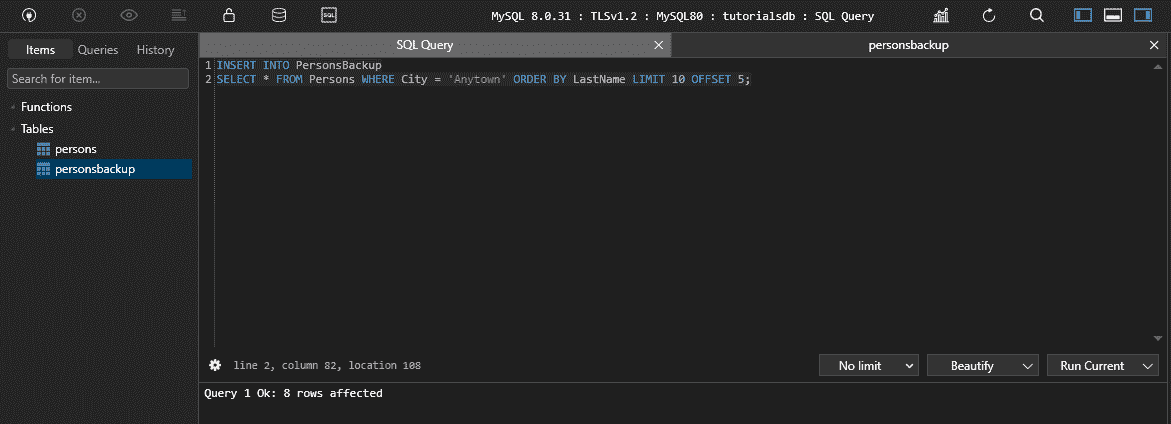 SQL
MySQL 8.0.31 : TLSv1.2 : MySQL80 : tutorialsdb : SQL Query
Items Queries History
SQL Query
personsbackup
Search for item...
1 INSERT INTO PersonsBackup
2 SELECT * FROM Persons WHERE City = 'Anytown' ORDER BY LastName LIMIT 10 OFFSET 5;
Functions
Tables
persons
personsbackup
line 2, column 82, location 108
No limit
Beautify
Run Current
Query 1 Ok: 8 rows affected